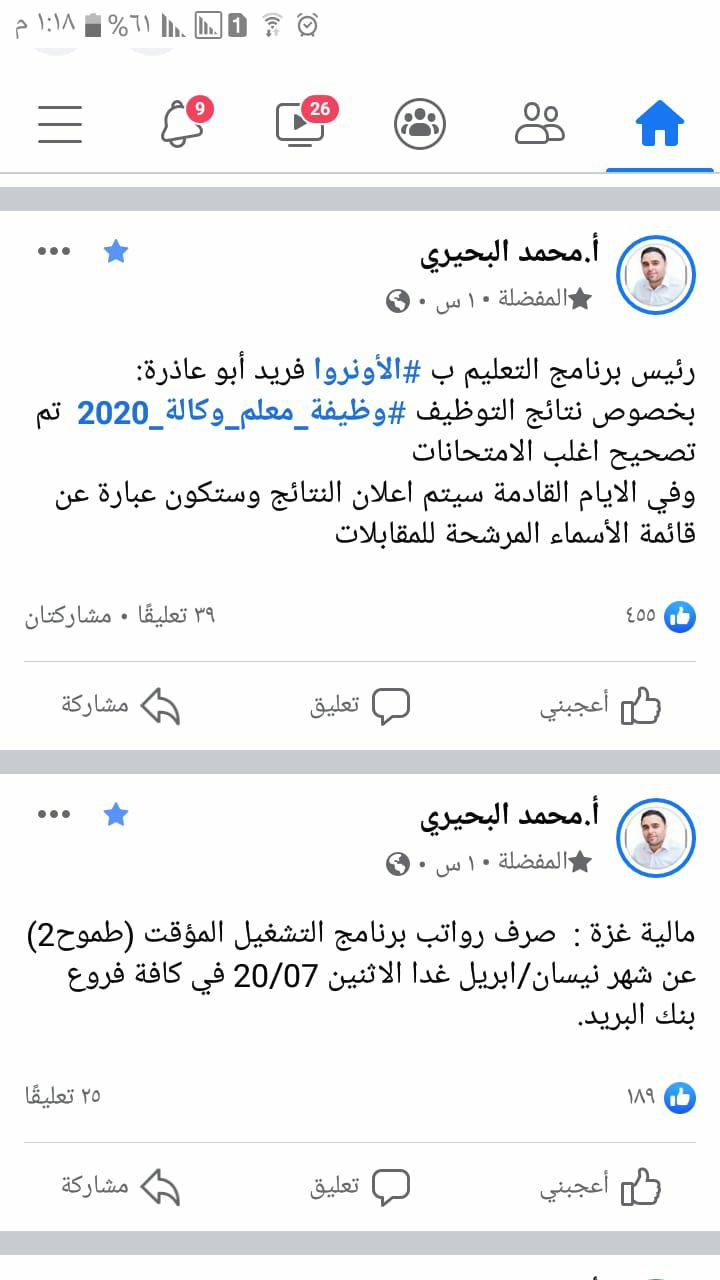 ١:١٨ م
%٦١
1
9
26
أ.محمد البحيري
المفضلة • ١ س •
رئيس برنامج التعليم ب #الأونروا فريد أبو عاذرة:
بخصوص نتائج التوظيف #وظيفة_معلم_وكالة_2020 تم
تصحيح اغلب الامتحانات
وفي الايام القادمة سيتم اعلان النتائج وستكون عبارة عن
قائمة الأسماء المرشحة للمقابلات
٤٥٥
٣٩ تعليقًا • مشاركتان
أعجبني
تعليق
مشاركة
أ.محمد البحيري
المفضلة • ١ س •
مالية غزة : صرف رواتب برنامج التشغيل المؤقت (طموح2)
عن شهر نيسان/ابريل غدا الاثنين 20/07 في كافة فروع
بنك البريد.
١٨٩
٢٥ تعليقًا
أعجبني
تعليق
مشاركة